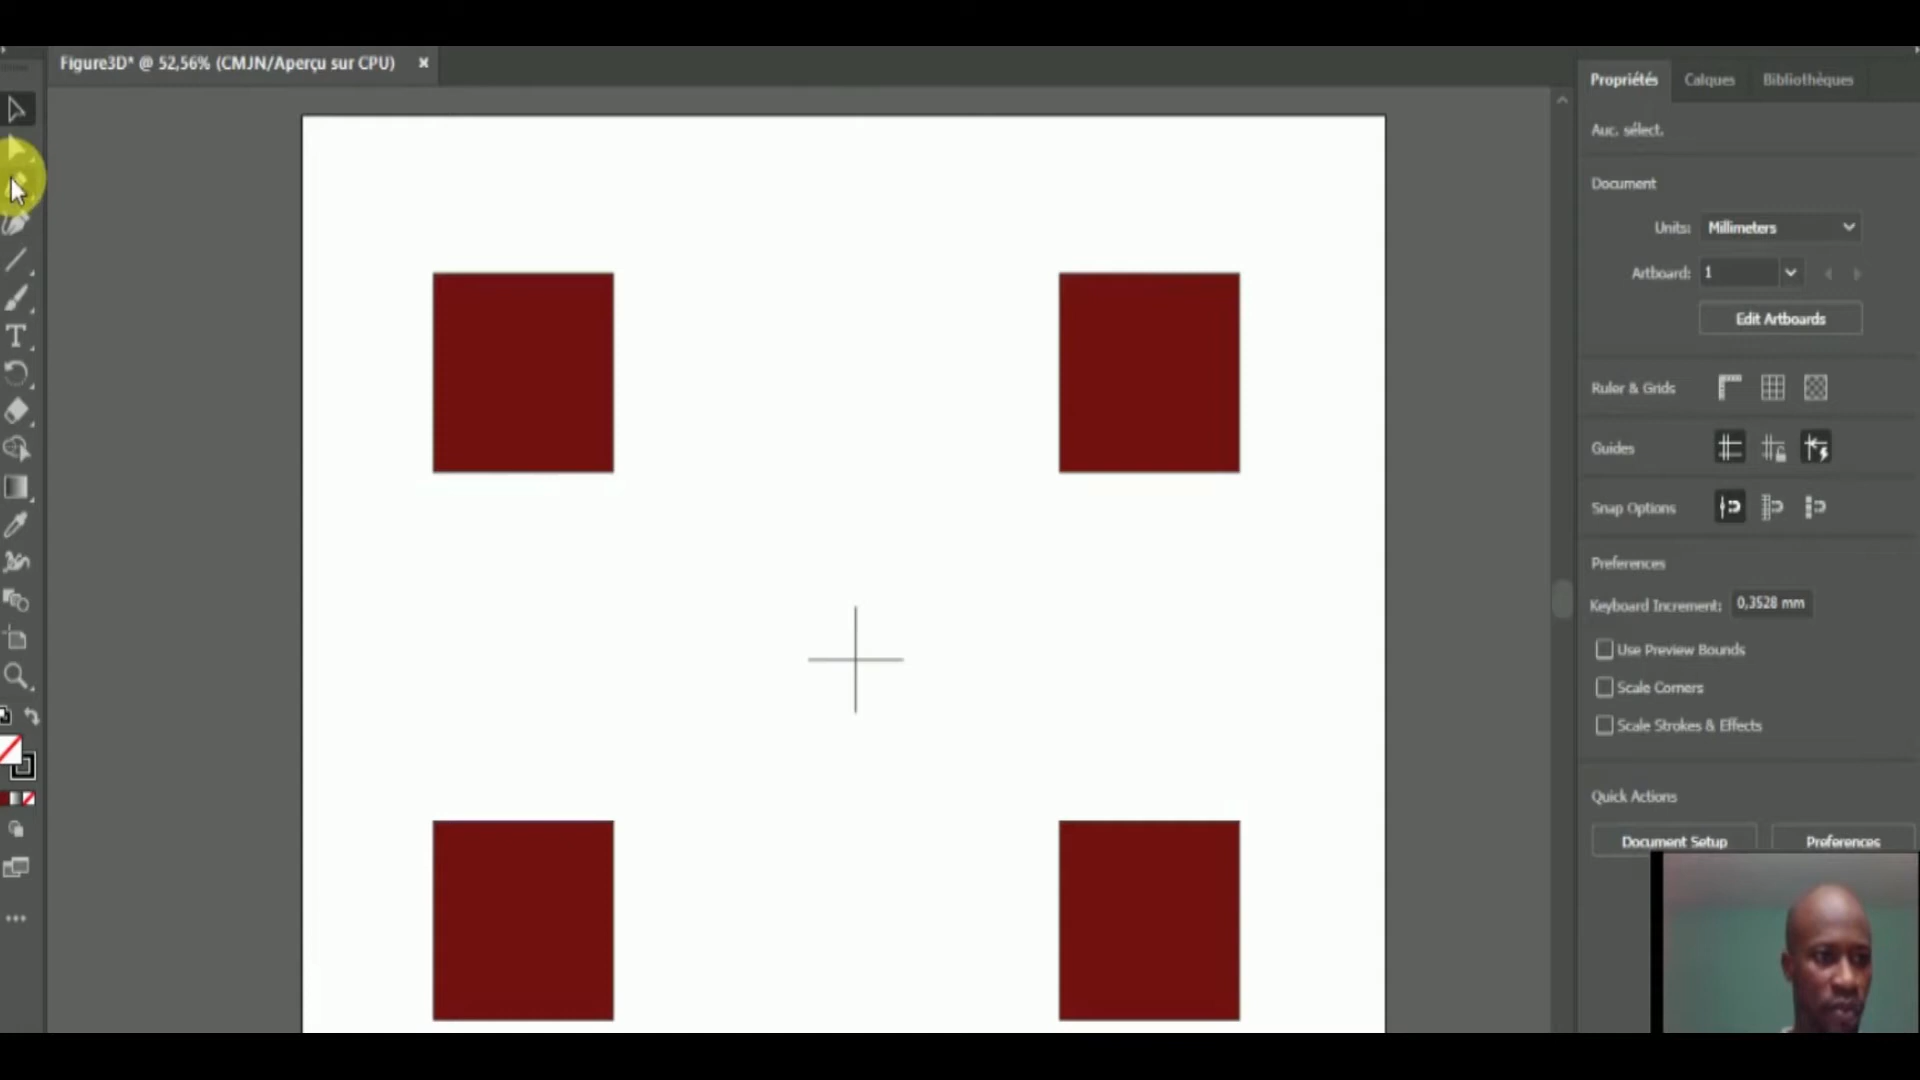 Figure3D* @ 52,56% (CMJN/Aperçu sur CPU) ×
Propriétés Calques Bibliothèques
Auc. sélect.
Document
Units: Millimeters
Artboard: 1
Edit Artboards
Ruler & Grids
Guides
Snap Options
Preferences
Keyboard Increment: 0,3528 mm
Use Preview Bounds
Scale Corners
Scale Strokes & Effects
Quick Actions
Document Setup Preferences